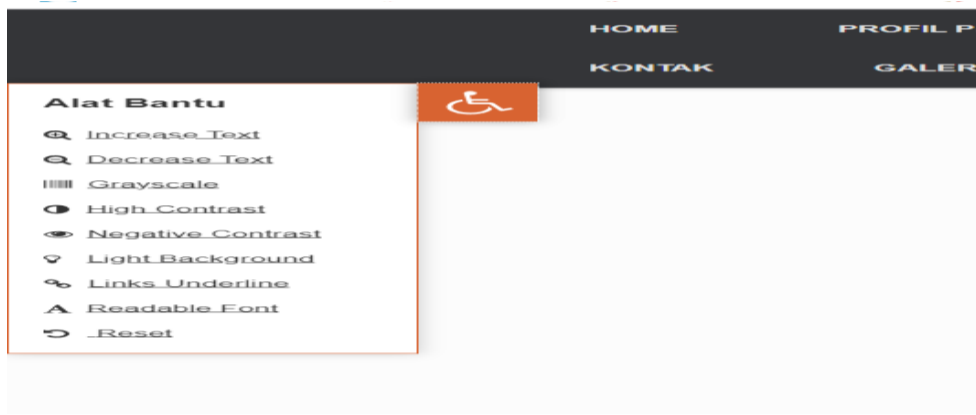 HOME PROFIL P
KONTAK GALER
Alat Bantu
Increase Text
Decrease Text
Grayscale
High Contrast
Negative Contrast
Light Background
Links Underline
Readable Font
Reset